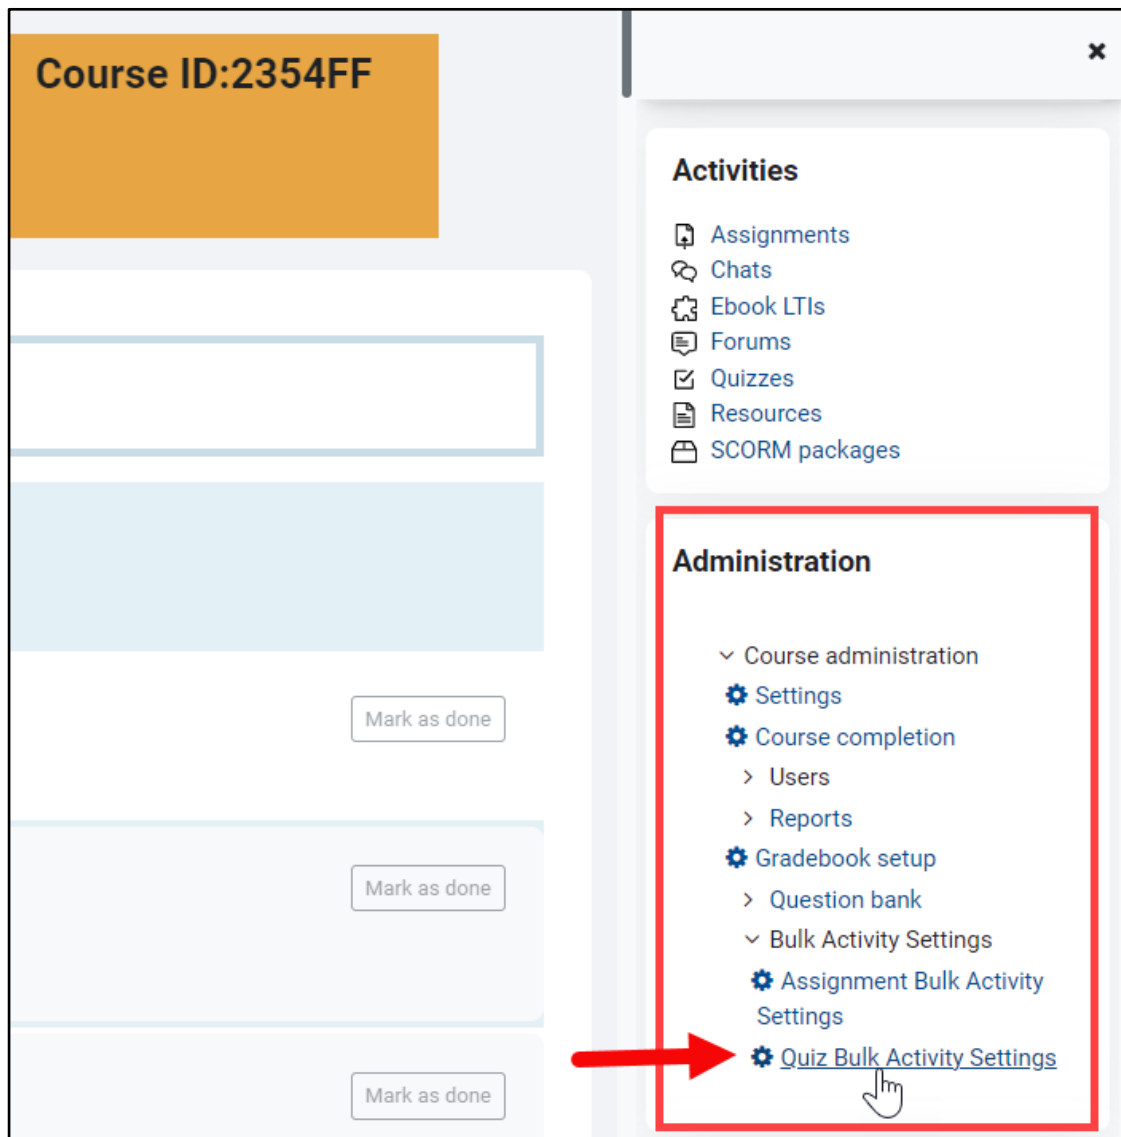 Course ID:2354FF
Mark as done
Mark as done
Mark as done
Activities
Assignments
Chats
Ebook LTIs
Forums
Quizzes
Resources
SCORM packages
Administration
Course administration
Settings
Course completion
Users
Reports
Gradebook setup
Question bank
Bulk Activity Settings
Assignment Bulk Activity
Settings
Quiz Bulk Activity Settings